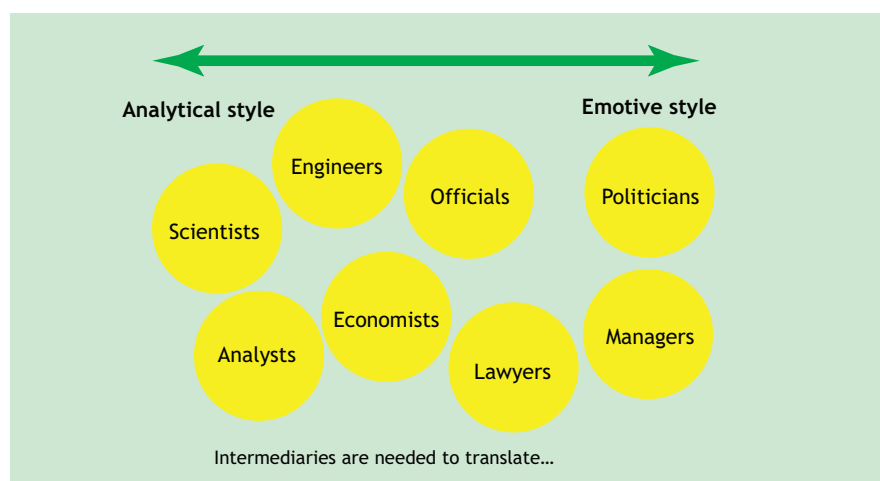 Analytical style
Emotive style
Engineers
Officials
Politicians
Scientists
Economists
Managers
Analysts
Lawyers
Intermediaries are needed to translate…